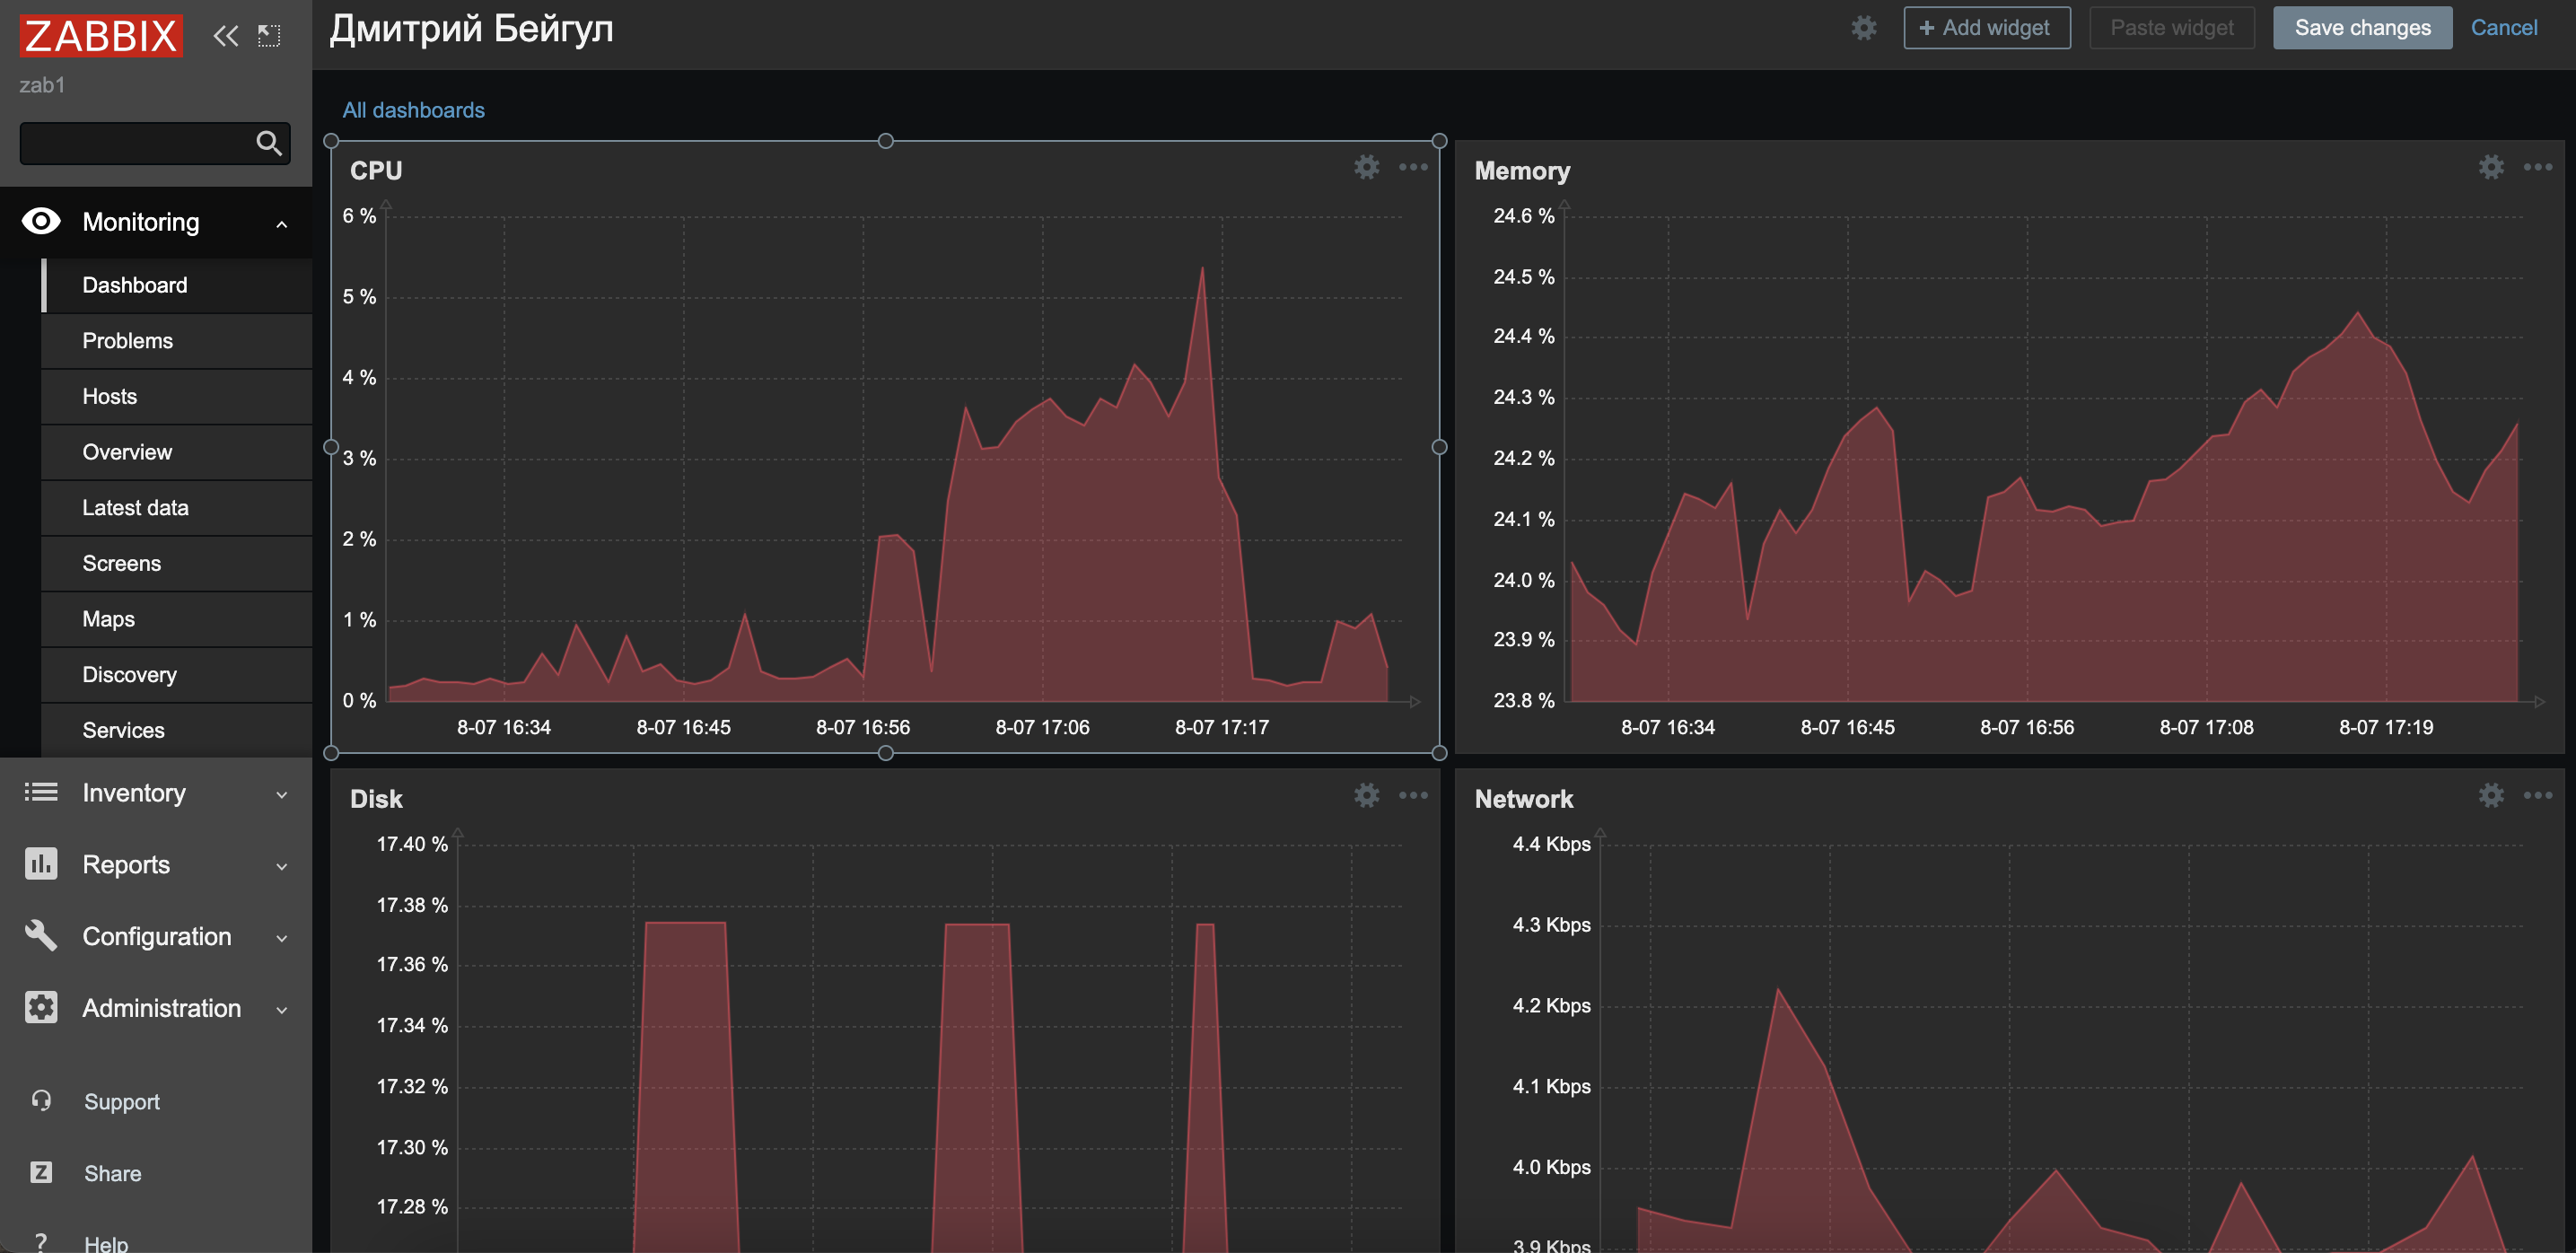 ZABBIX
zab1
Monitoring
Dashboard
Problems
Hosts
Overview
Latest data
Screens
Maps
Discovery
Services
Inventory
Reports
Configuration
Administration
Support
Z Share
? Help
Дмитрий Бейгул
+ Add widget Paste widget Save changes Cancel
All dashboards
CPU
6 %
5 %
4 %
3 %
2 %
1 %
0 %
8-07 16:34 8-07 16:45 8-07 16:56 8-07 17:06 8-07 17:17
Memory
24.6 %
24.5 %
24.4 %
24.3 %
24.2 %
24.1 %
24.0 %
23.9 %
23.8 %
8-07 16:34 8-07 16:45 8-07 16:56 8-07 17:08 8-07 17:19
Disk
17.40 %
17.38 %
17.36 %
17.34 %
17.32 %
17.30 %
17.28 %
Network
4.4 Kbps
4.3 Kbps
4.2 Kbps
4.1 Kbps
4.0 Kbps
3.9 Kbps